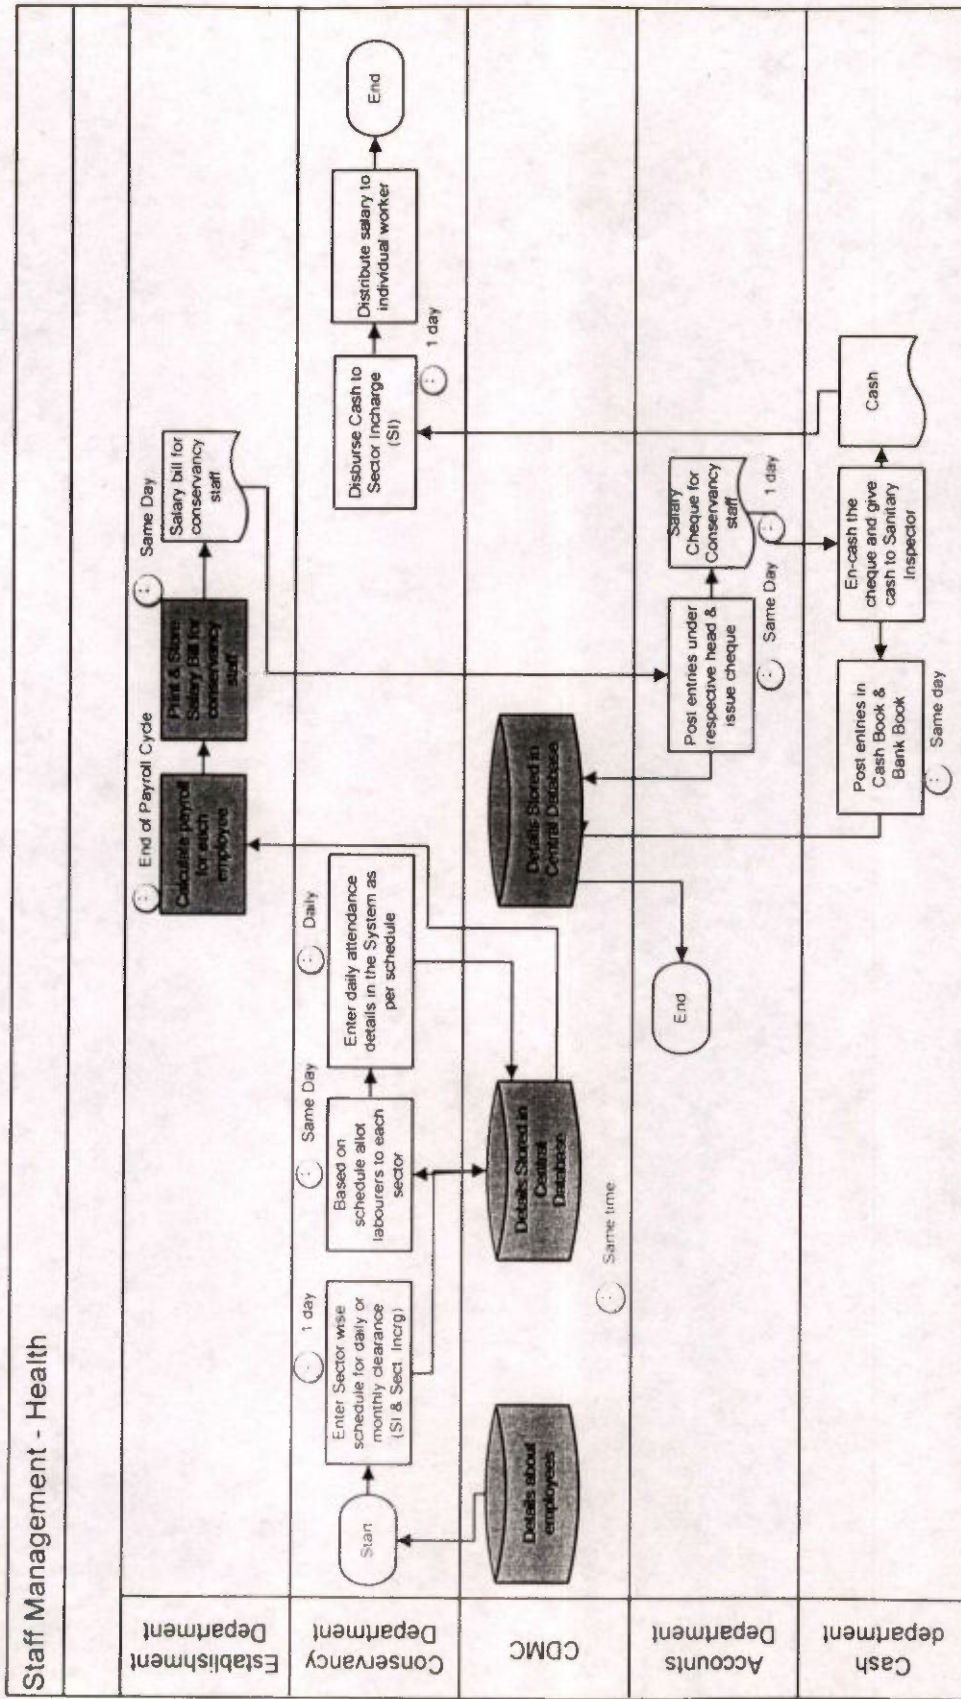 Staff Management - Health
Establishment
Department
End of Payroll Cycle
Calculate payroll
for each
employee
Same Day
Print & Store
Salary Bill for
conservancy
staff
Salary bill for
conservancy
staff
Conservancy
Department
Start
1 day
Enter Sector wise
schedule for daily or
monthly clearance
(SI & Sect. Incrg)
Same Day
Based on
schedule allot
labourers to each
sector
Daily
Enter daily attendance
details in the System as
per schedule
Disburse Cash to
Sector Incharge
(SI)
1 day
Distribute salary to
individual worker
End
CDMC
Details about
employees
Details Stored in
Central
Database
Same time
Details Stored in
Central Database
Accounts
Department
End
Post entries under
respective head &
issue cheque
Same Day
Salary
Cheque for
Conservancy
staff
1 day
Cash
department
Post entries in
Cash Book &
Bank Book
Same day
En-cash the
cheque and give
cash to Sanitary
Inspector
Cash